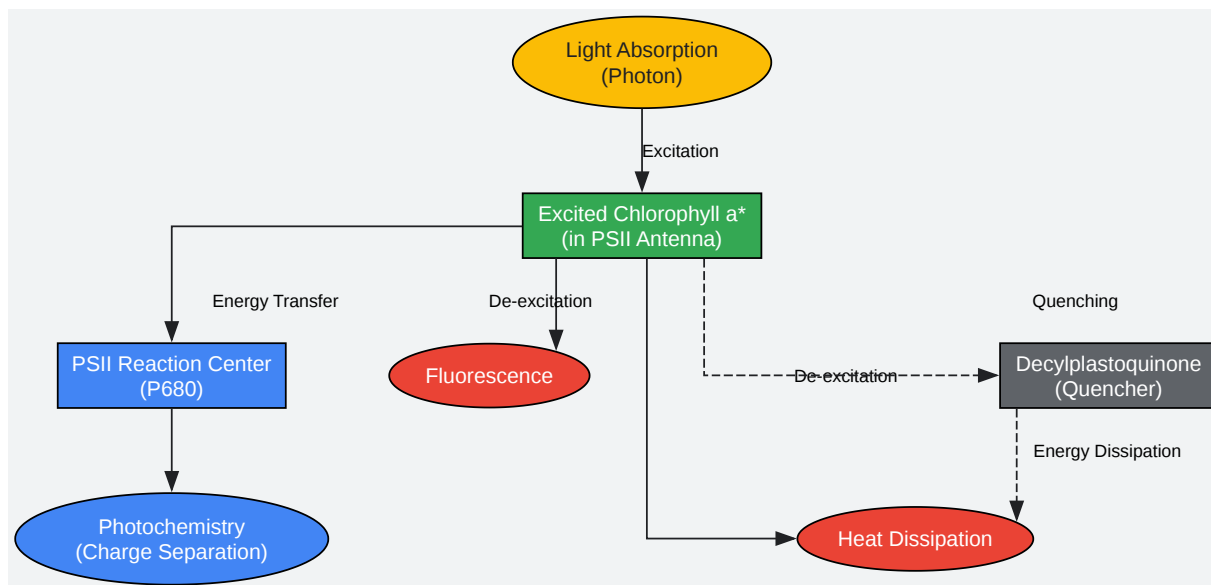 Light Absorption
(Photon)
Excitation
Excited Chlorophyll a*
(in PSII Antenna)
Energy Transfer
De-excitation
Quenching
PSII Reaction Center
(P680)
Fluorescence
De-excitation
Decylplastoquinone
(Quencher)
Energy Dissipation
Photochemistry
(Charge Separation)
Heat Dissipation